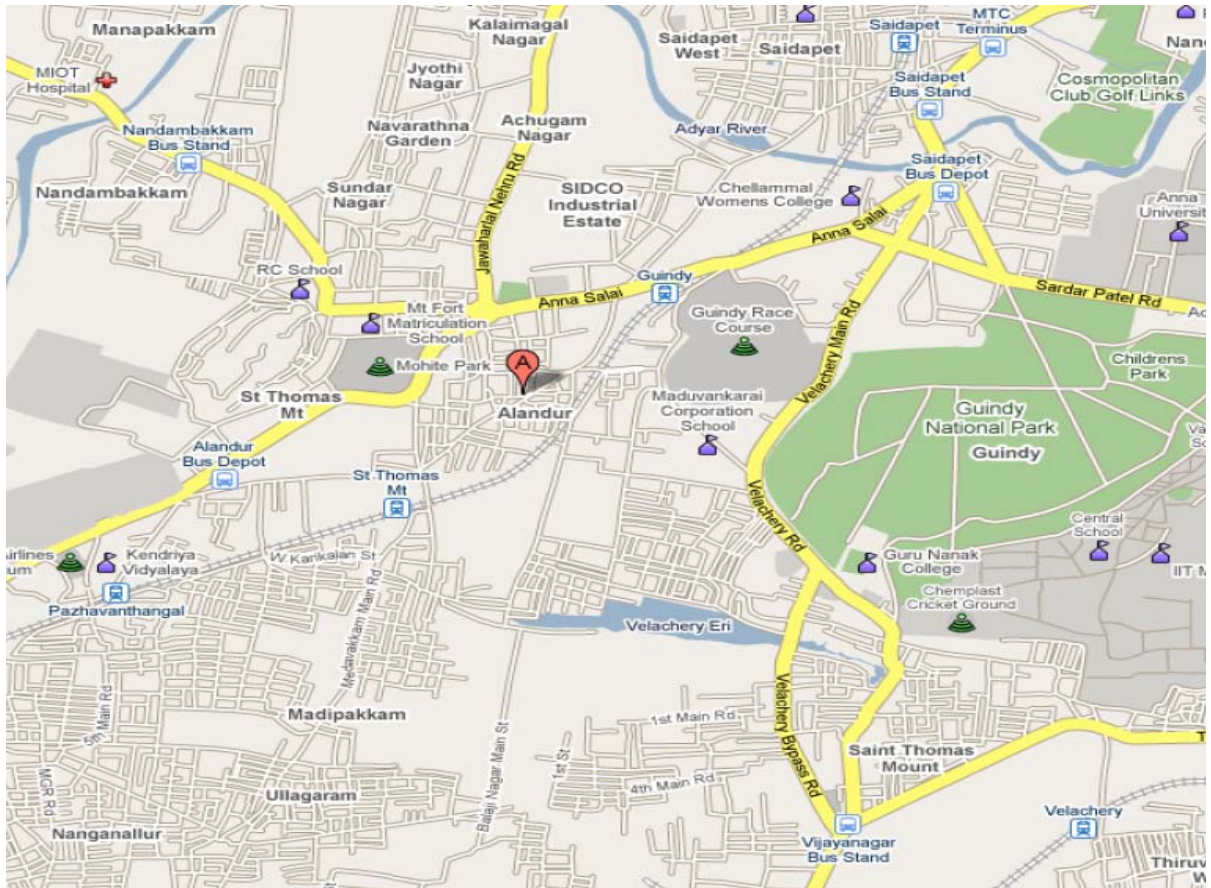 Manapakkam
MIOT
Hospital
Kalaimagal
Nagar
Jyothi
Nagar
Saidapet
West
Saidapet
Saidapet
MTC
Terminus
Saidapet
Bus Stand
Cosmopolitan
Club Golf Links
Nandambakkam
Bus Stand
Navarathna
Garden
Achugam
Nagar
Adyar River
Saidapet
Bus Depot
Nandambakkam
Sundar
Nagar
Jawaharlal Nehru Rd
SIDCO
Industrial
Estate
Chellammal
Womens College
Anna Salai
Anna
RC School
Anna Salai
Guindy
Sardar Patel Rd
Mt Fort
Matriculation
School
Mohite Park
Guindy Race
Course
Velachery Main Rd
A
Childrens
Park
St Thomas
Mt
Alandur
Maduvankarai
Corporation
School
Guindy
National Park
Guindy
Alandur
Bus Depot
St Thomas
Mt
Velachery Rd
Central
School
Kendriya
Vidyalaya
W Karikalan St
Guru Nanak
College
IIT
Pazhavanthangal
Chemplast
Cricket Ground
Medavakkam Main Rd
Velachery Eri
5th Main Rd
Madipakkam
1st Main Rd
Velachery Bypass Rd
Saint Thomas
Mount
MGR Rd
Ullagaram
Balaji Nagar Main St
1st St
4th Main Rd
Nanganallur
Vijayanagar
Bus Stand
Velachery